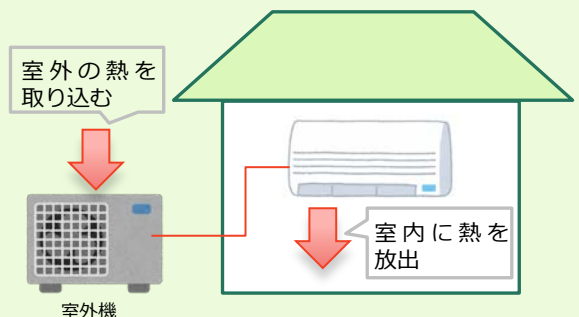 室外の熱を
取り込む
室内に熱を
放出
室外機